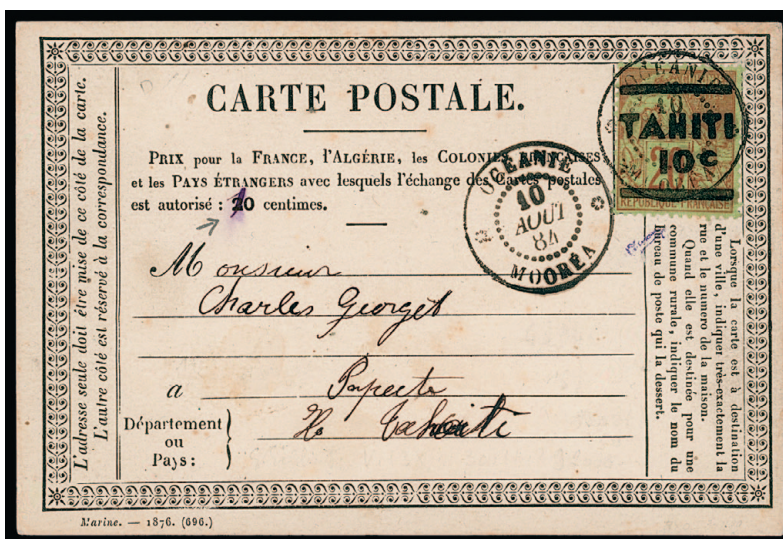 CARTE POSTALE.
PRIX pour la FRANCE, l'ALGÉRIE, les COLONIES FRANÇAISES
et les PAYS ÉTRANGERS avec lesquels l'échange des Cartes postales
est autorisé : 10 centimes.
OCÉANIE
10
AOUT
84
MOORÉA
OCÉANIE
10
TAHITI
10c
RÉPUBLIQUE FRANÇAISE
Monsieur
Charles Georget
a Papeete
Département
ou
Pays :
Tahiti
L'adresse seule doit être mise de ce côté de la carte.
L'autre côté est réservé à la correspondance.
Lorsque la carte est à destination
d'une ville, indiquer très-exactement la
rue et le numero de la maison.
Quand elle est destinée pour une
commune rurale, indiquer le nom du
bureau de poste qui la dessert.
Marine. — 1876. (696.)